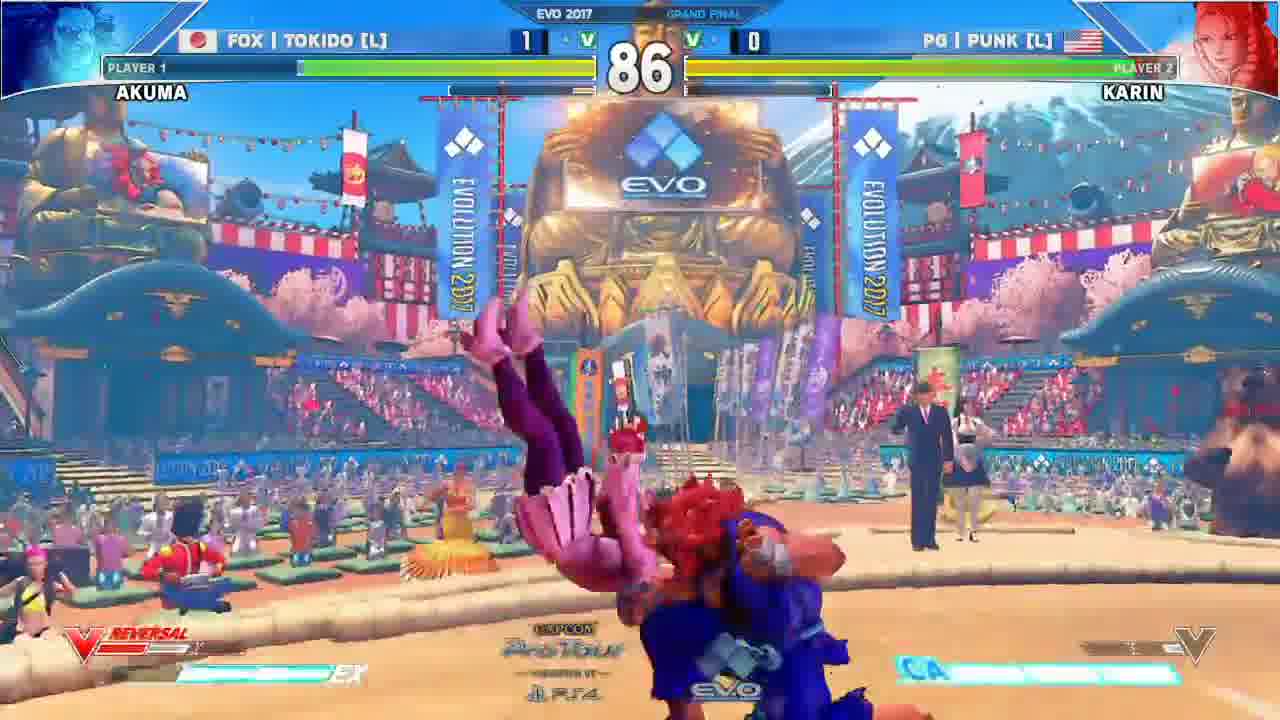 EVO 2017
GRAND FINAL
FOX | TOKIDO [L]
1
V
V
0
PG | PUNK [L]
PLAYER 1
86
PLAYER 2
AKUMA
KARIN
EVO
EVOLUTION 2017
EVOLUTION 2017
REVERSAL
EX
CAPCOM
Pro Tour
PS4
EVO
CA
V
V